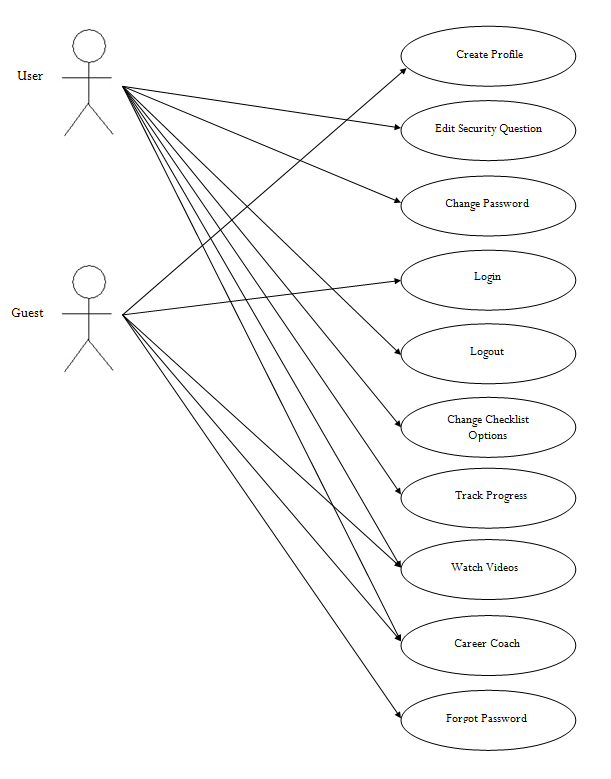 User
Guest
Create Profile
Edit Security Question
Change Password
Login
Logout
Change Checklist
Options
Track Progress
Watch Videos
Career Coach
Forgot Password